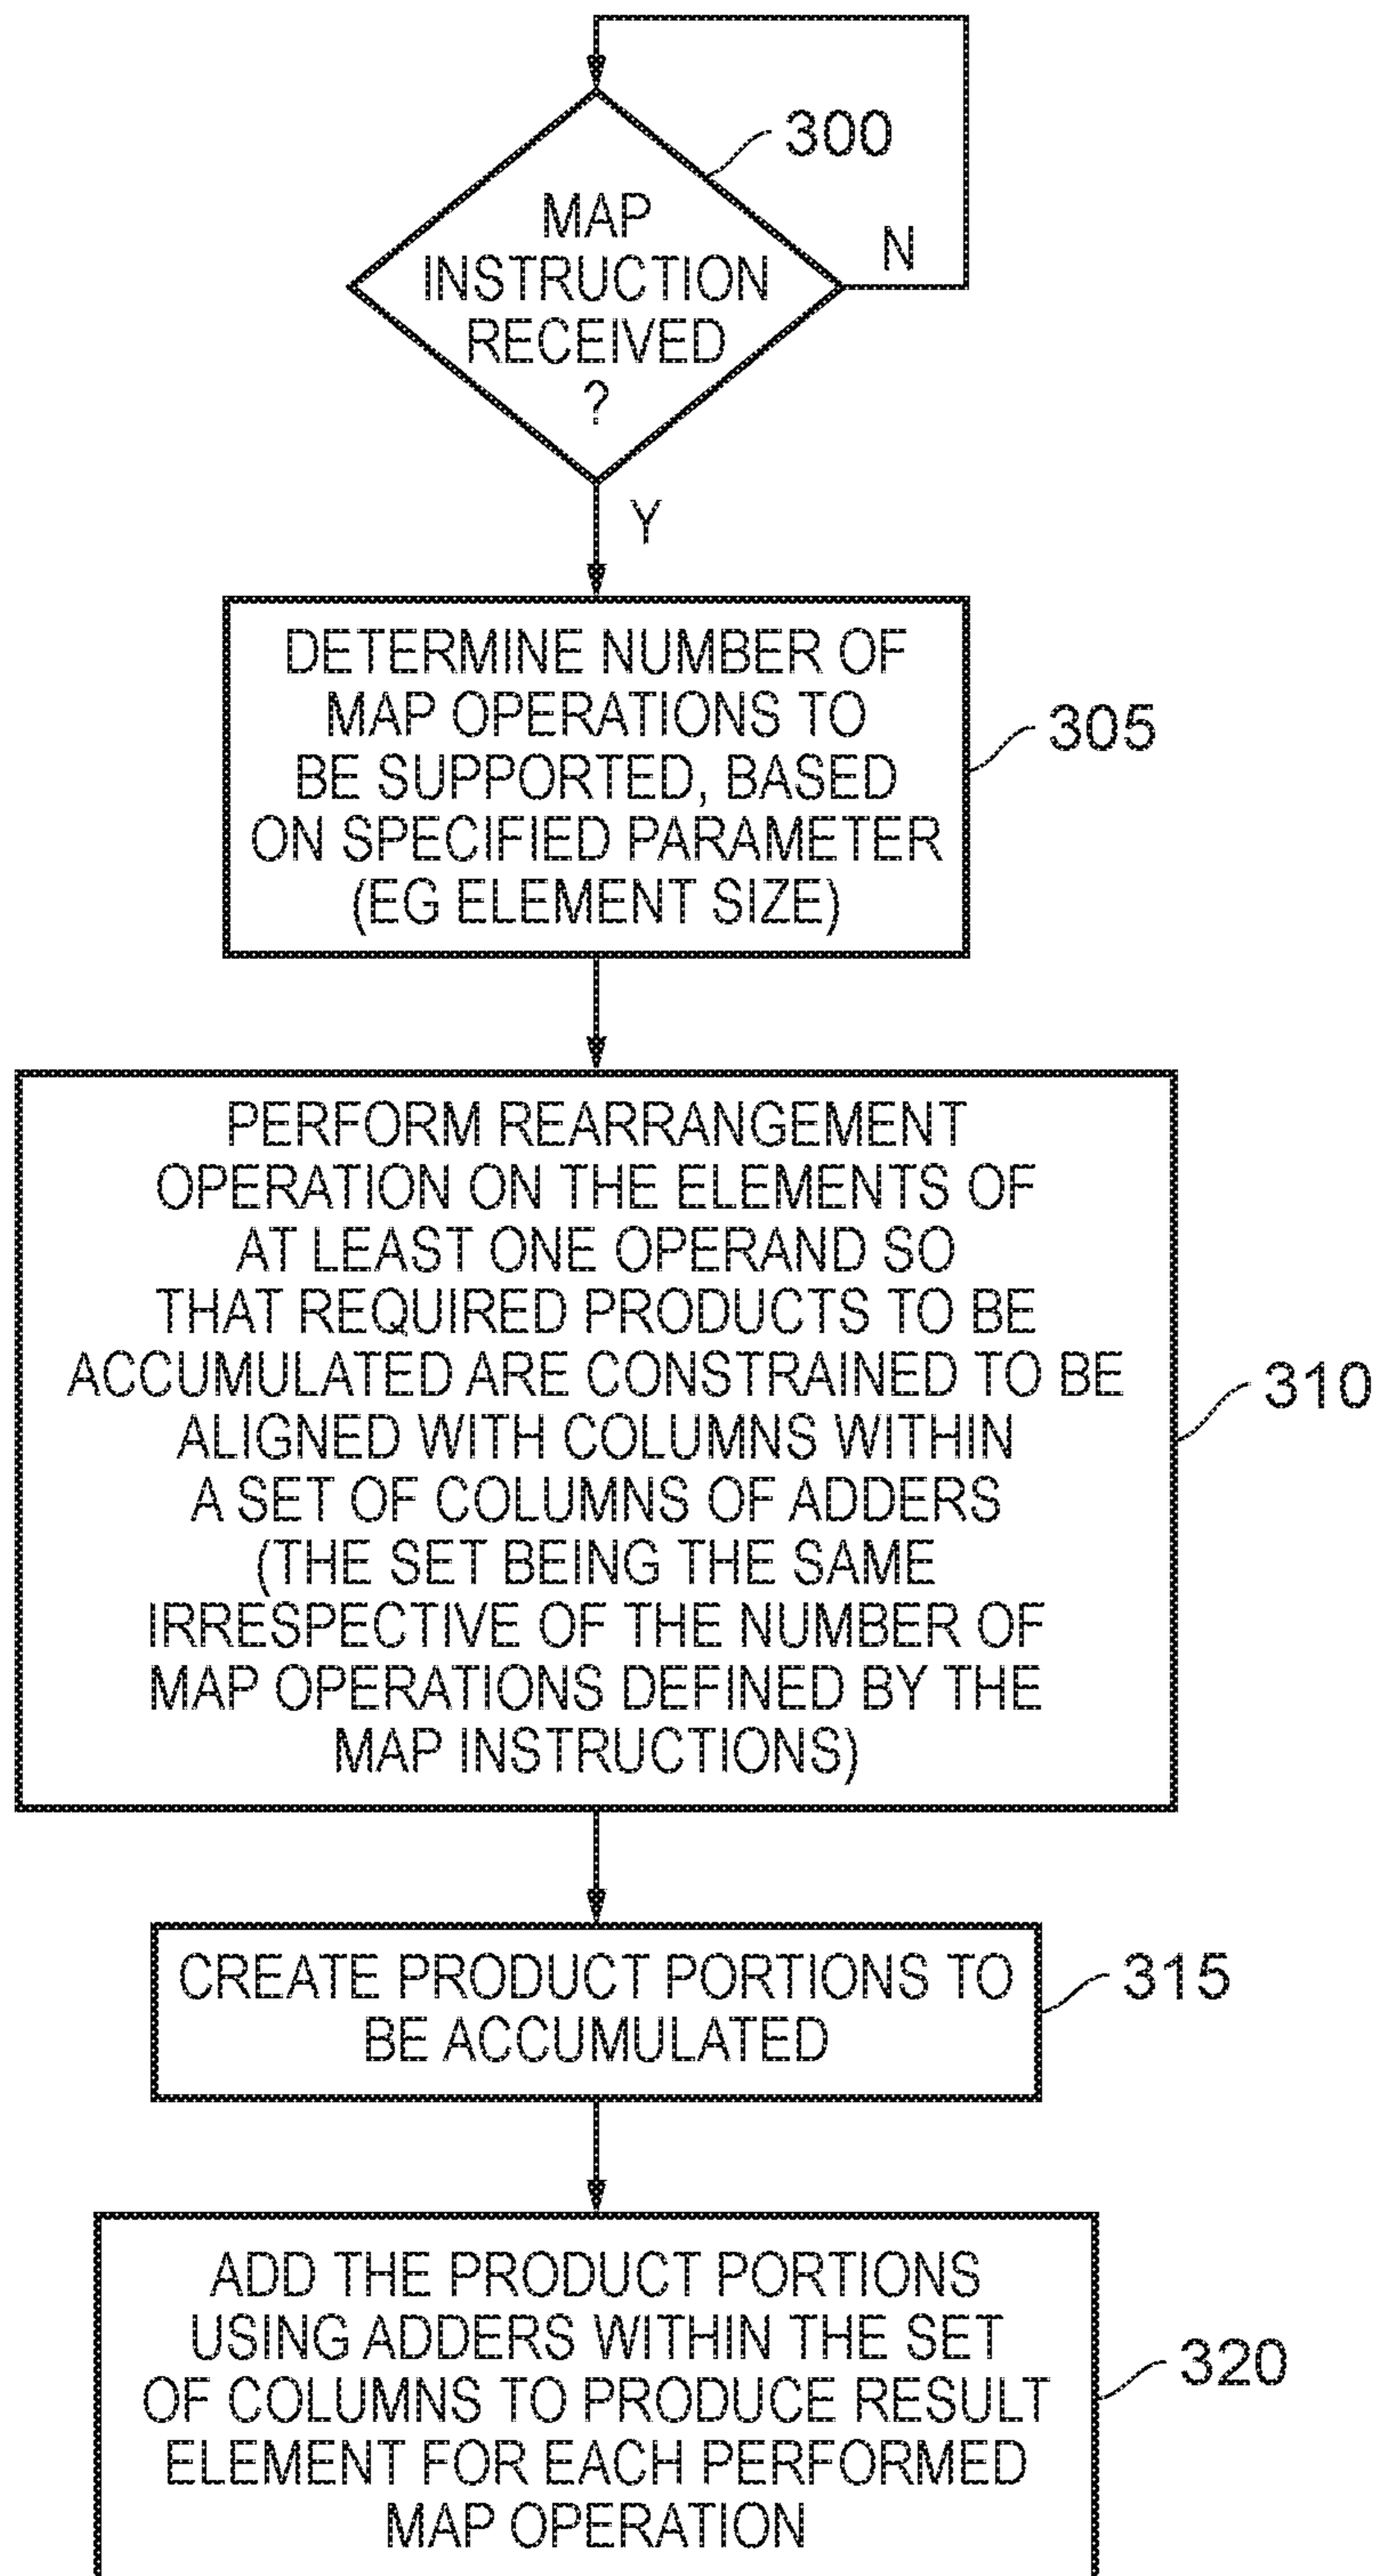 300
MAP
INSTRUCTION
RECEIVED
?
N
Y
DETERMINE NUMBER OF
MAP OPERATIONS TO
BE SUPPORTED, BASED
ON SPECIFIED PARAMETER
(EG ELEMENT SIZE)
305
PERFORM REARRANGEMENT
OPERATION ON THE ELEMENTS OF
AT LEAST ONE OPERAND SO
THAT REQUIRED PRODUCTS TO BE
ACCUMULATED ARE CONSTRAINED TO BE
ALIGNED WITH COLUMNS WITHIN
A SET OF COLUMNS OF ADDERS
(THE SET BEING THE SAME
IRRESPECTIVE OF THE NUMBER OF
MAP OPERATIONS DEFINED BY THE
MAP INSTRUCTIONS)
310
CREATE PRODUCT PORTIONS TO
BE ACCUMULATED
315
ADD THE PRODUCT PORTIONS
USING ADDERS WITHIN THE SET
OF COLUMNS TO PRODUCE RESULT
ELEMENT FOR EACH PERFORMED
MAP OPERATION
320